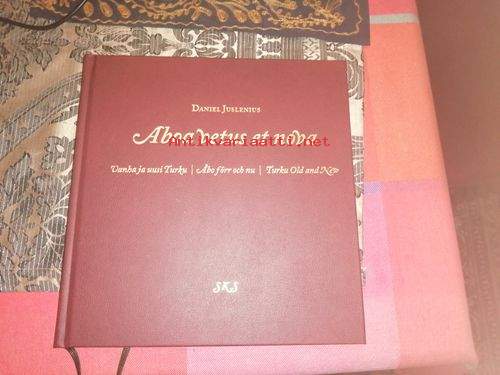 DANIEL JUSLENIUS
Aboa vetus et nova
Antikvariaatti.net
Vanha ja uusi Turku | Åbo förr och nu | Turku Old and New
SKS